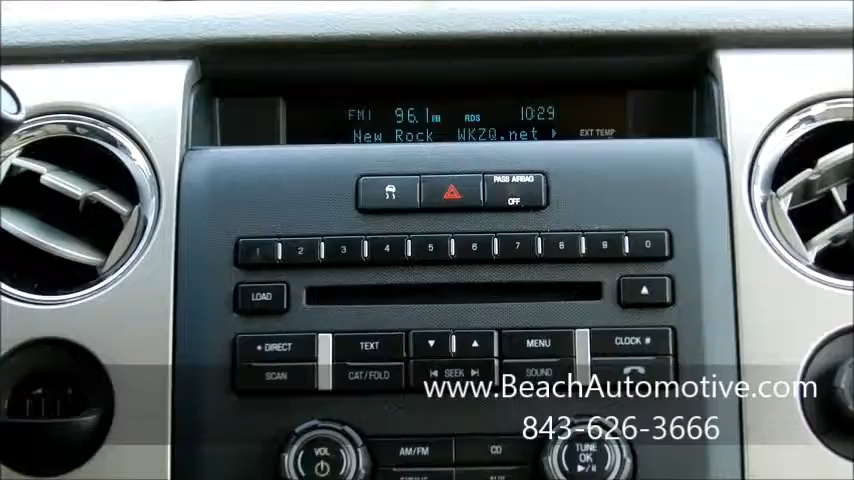 FM1 96.1 RDS 10:29
New Rock WKZQ.net EXT TEMP
PASS AIRBAG
OFF
1 2 3 4 5 6 7 8 9 0
LOAD
* DIRECT TEXT MENU CLOCK #
SCAN CAT/FOLD SEEK SOUND
www.BeachAutomotive.com
843-626-3666
VOL AM/FM CD TUNE
OK